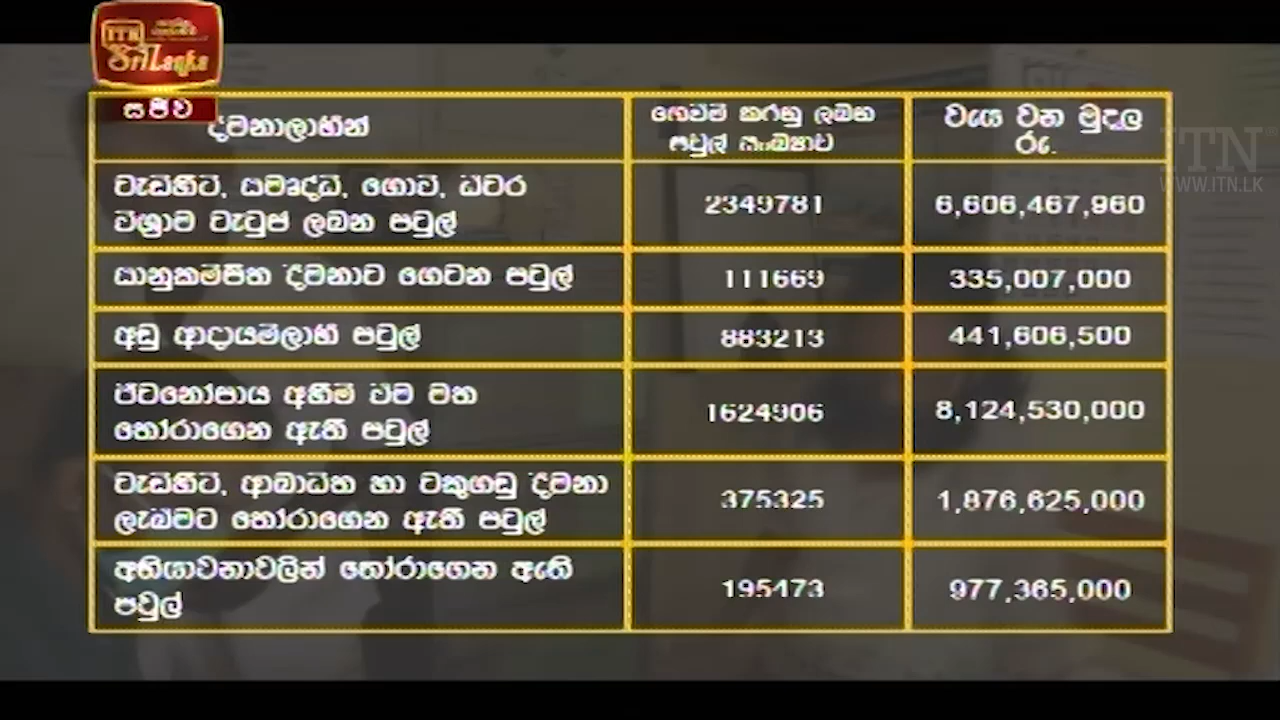 ITN
Sri Lanka
සජීව
දීමනාලාභීන්
ගෙවීම් කරනු ලබන
පවුල් සංඛ්‍යාව
වැය වන මුදල
රු.
ITN
WWW.ITN.LK
වැඩිහිටි, සමෘද්ධි, ගොවි, ධීවර
විශ්‍රාම වැටුප් ලබන පවුල්
2349781
6,606,467,960
සානුකම්පිත දීමනාව ගෙවන පවුල්
111669
335,007,000
අඩු ආදායම්ලාභී පවුල්
883213
441,606,500
ජීවනෝපාය අහිමි වීම මත
තෝරාගෙන ඇති පවුල්
1624906
8,124,530,000
වැඩිහිටි, ආබාධිත හා වකුගඩු දීමනා
ලැබීමට තෝරාගෙන ඇති පවුල්
375325
1,876,625,000
අභියාචනාවලින් තෝරාගෙන ඇති
පවුල්
195473
977,365,000